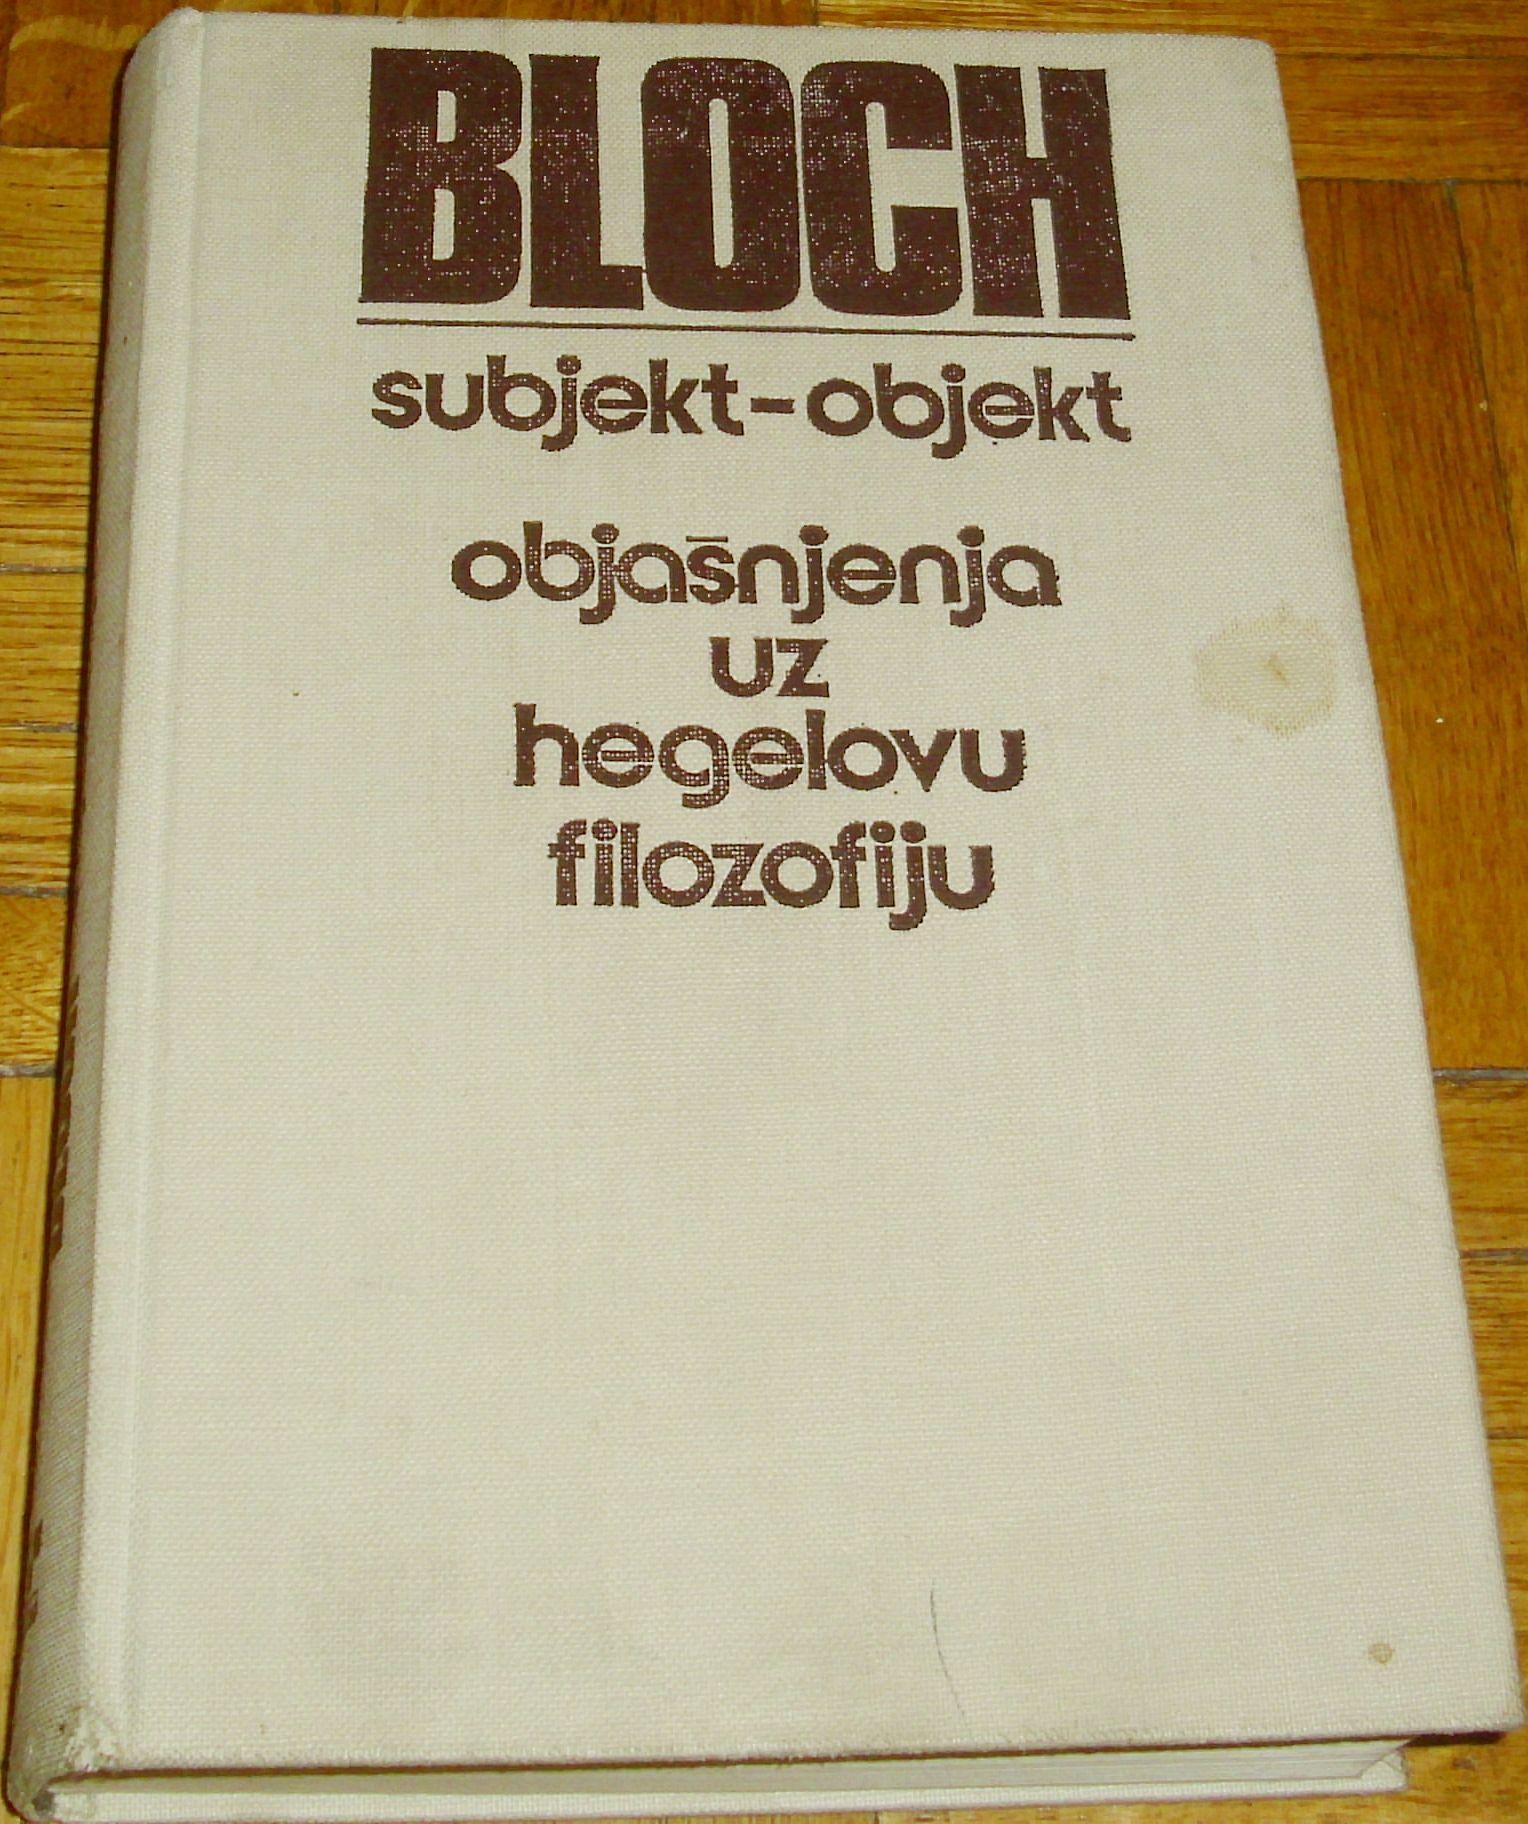 BLOCH
subjekt-objekt
objašnjenja
uz
hegelovu
filozofiju